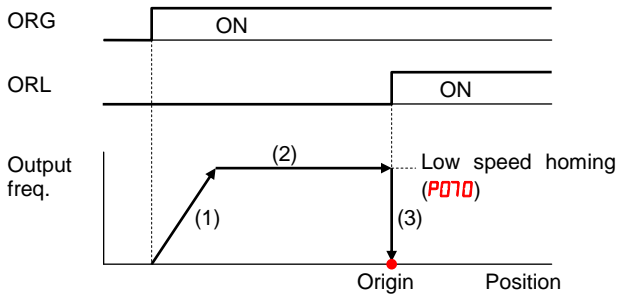 ORG
ON
ORL
ON
Output
freq.
(1)
(2)
(3)
Low speed homing
(P070)
Origin
Position